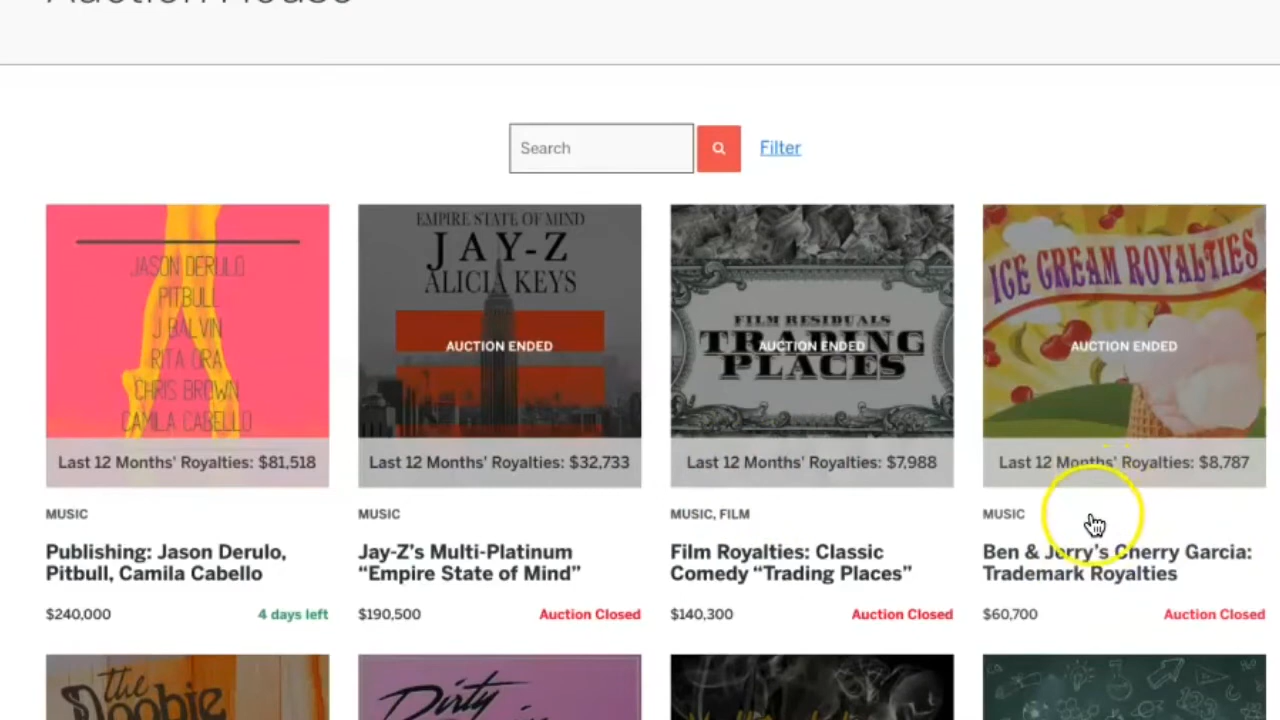 Auction House
Search
Filter
JASON DERULO
PITBULL
J BALVIN
RITA ORA
CHRIS BROWN
CAMILA CABELLO
Last 12 Months' Royalties: $81,518
EMPIRE STATE OF MIND
JAY-Z
ALICIA KEYS
AUCTION ENDED
Last 12 Months' Royalties: $32,733
FILM RESIDUALS
TRADING
AUCTION ENDED
PLACES
Last 12 Months' Royalties: $7,988
ICE CREAM ROYALTIES
AUCTION ENDED
Last 12 Months' Royalties: $8,787
MUSIC
Publishing: Jason Derulo,
Pitbull, Camila Cabello
$240,000
4 days left
MUSIC
Jay-Z’s Multi-Platinum
“Empire State of Mind”
$190,500
Auction Closed
MUSIC, FILM
Film Royalties: Classic
Comedy “Trading Places”
$140,300
Auction Closed
MUSIC
Ben & Jerry’s Cherry Garcia:
Trademark Royalties
$60,700
Auction Closed
the
Doobie
Dirty